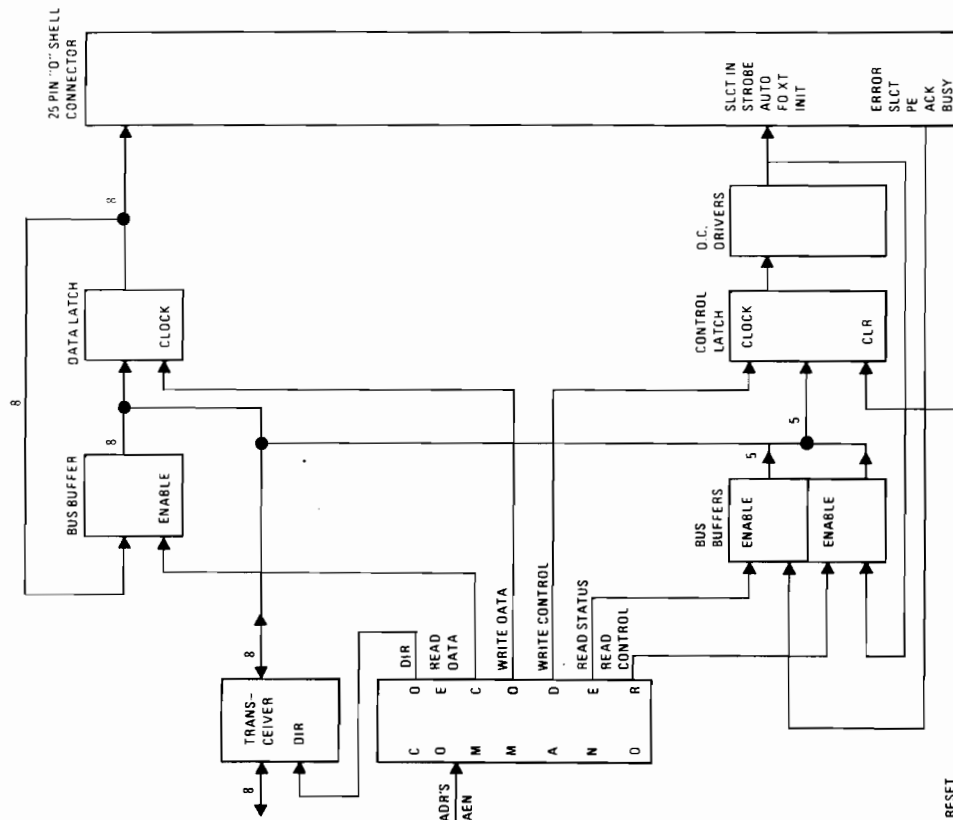 25 PIN "D" SHELL
CONNECTOR
8
8
DATA LATCH
CLOCK
8
BUS BUFFER
ENABLE
8
TRANS-
CEIVER
DIR
8
COMMAND
DECODER
DIR
READ
DATA
WRITE DATA
WRITE CONTROL
READ STATUS
READ
CONTROL
ADR'S
AEN
BUS
BUFFERS
ENABLE
ENABLE
5
5
CONTROL
LATCH
CLOCK
CLR
O.C.
DRIVERS
SLCT IN
STROBE
AUTO
FD XT
INIT
ERROR
SLCT
PE
ACK
BUSY
RESET